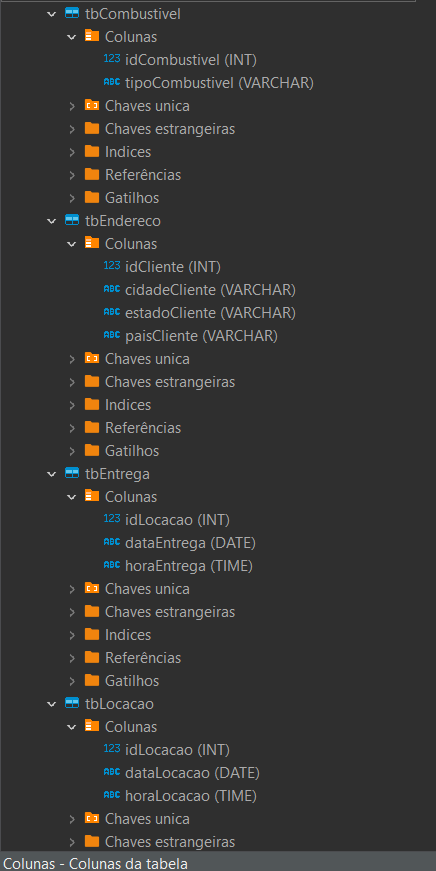 tbCombustivel
Colunas
123 idCombustivel (INT)
ABC tipoCombustivel (VARCHAR)
Chaves unica
Chaves estrangeiras
Indices
Referências
Gatilhos
tbEndereco
Colunas
123 idCliente (INT)
ABC cidadeCliente (VARCHAR)
ABC estadoCliente (VARCHAR)
ABC paisCliente (VARCHAR)
Chaves unica
Chaves estrangeiras
Indices
Referências
Gatilhos
tbEntrega
Colunas
123 idLocacao (INT)
ABC dataEntrega (DATE)
ABC horaEntrega (TIME)
Chaves unica
Chaves estrangeiras
Indices
Referências
Gatilhos
tbLocacao
Colunas
123 idLocacao (INT)
ABC dataLocacao (DATE)
ABC horaLocacao (TIME)
Chaves unica
Chaves estrangeiras
Colunas - Colunas da tabela